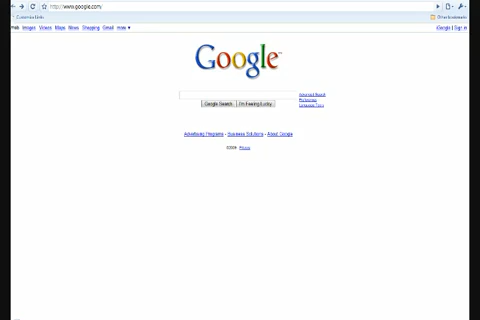 http://www.google.com/
Customize Links
Other bookmarks
Web Images Videos Maps News Shopping Gmail more ▼
iGoogle | Sign in
Google™
Advanced Search
Preferences
Language Tools
Google Search
I'm Feeling Lucky
Advertising Programs - Business Solutions - About Google
©2009 - Privacy